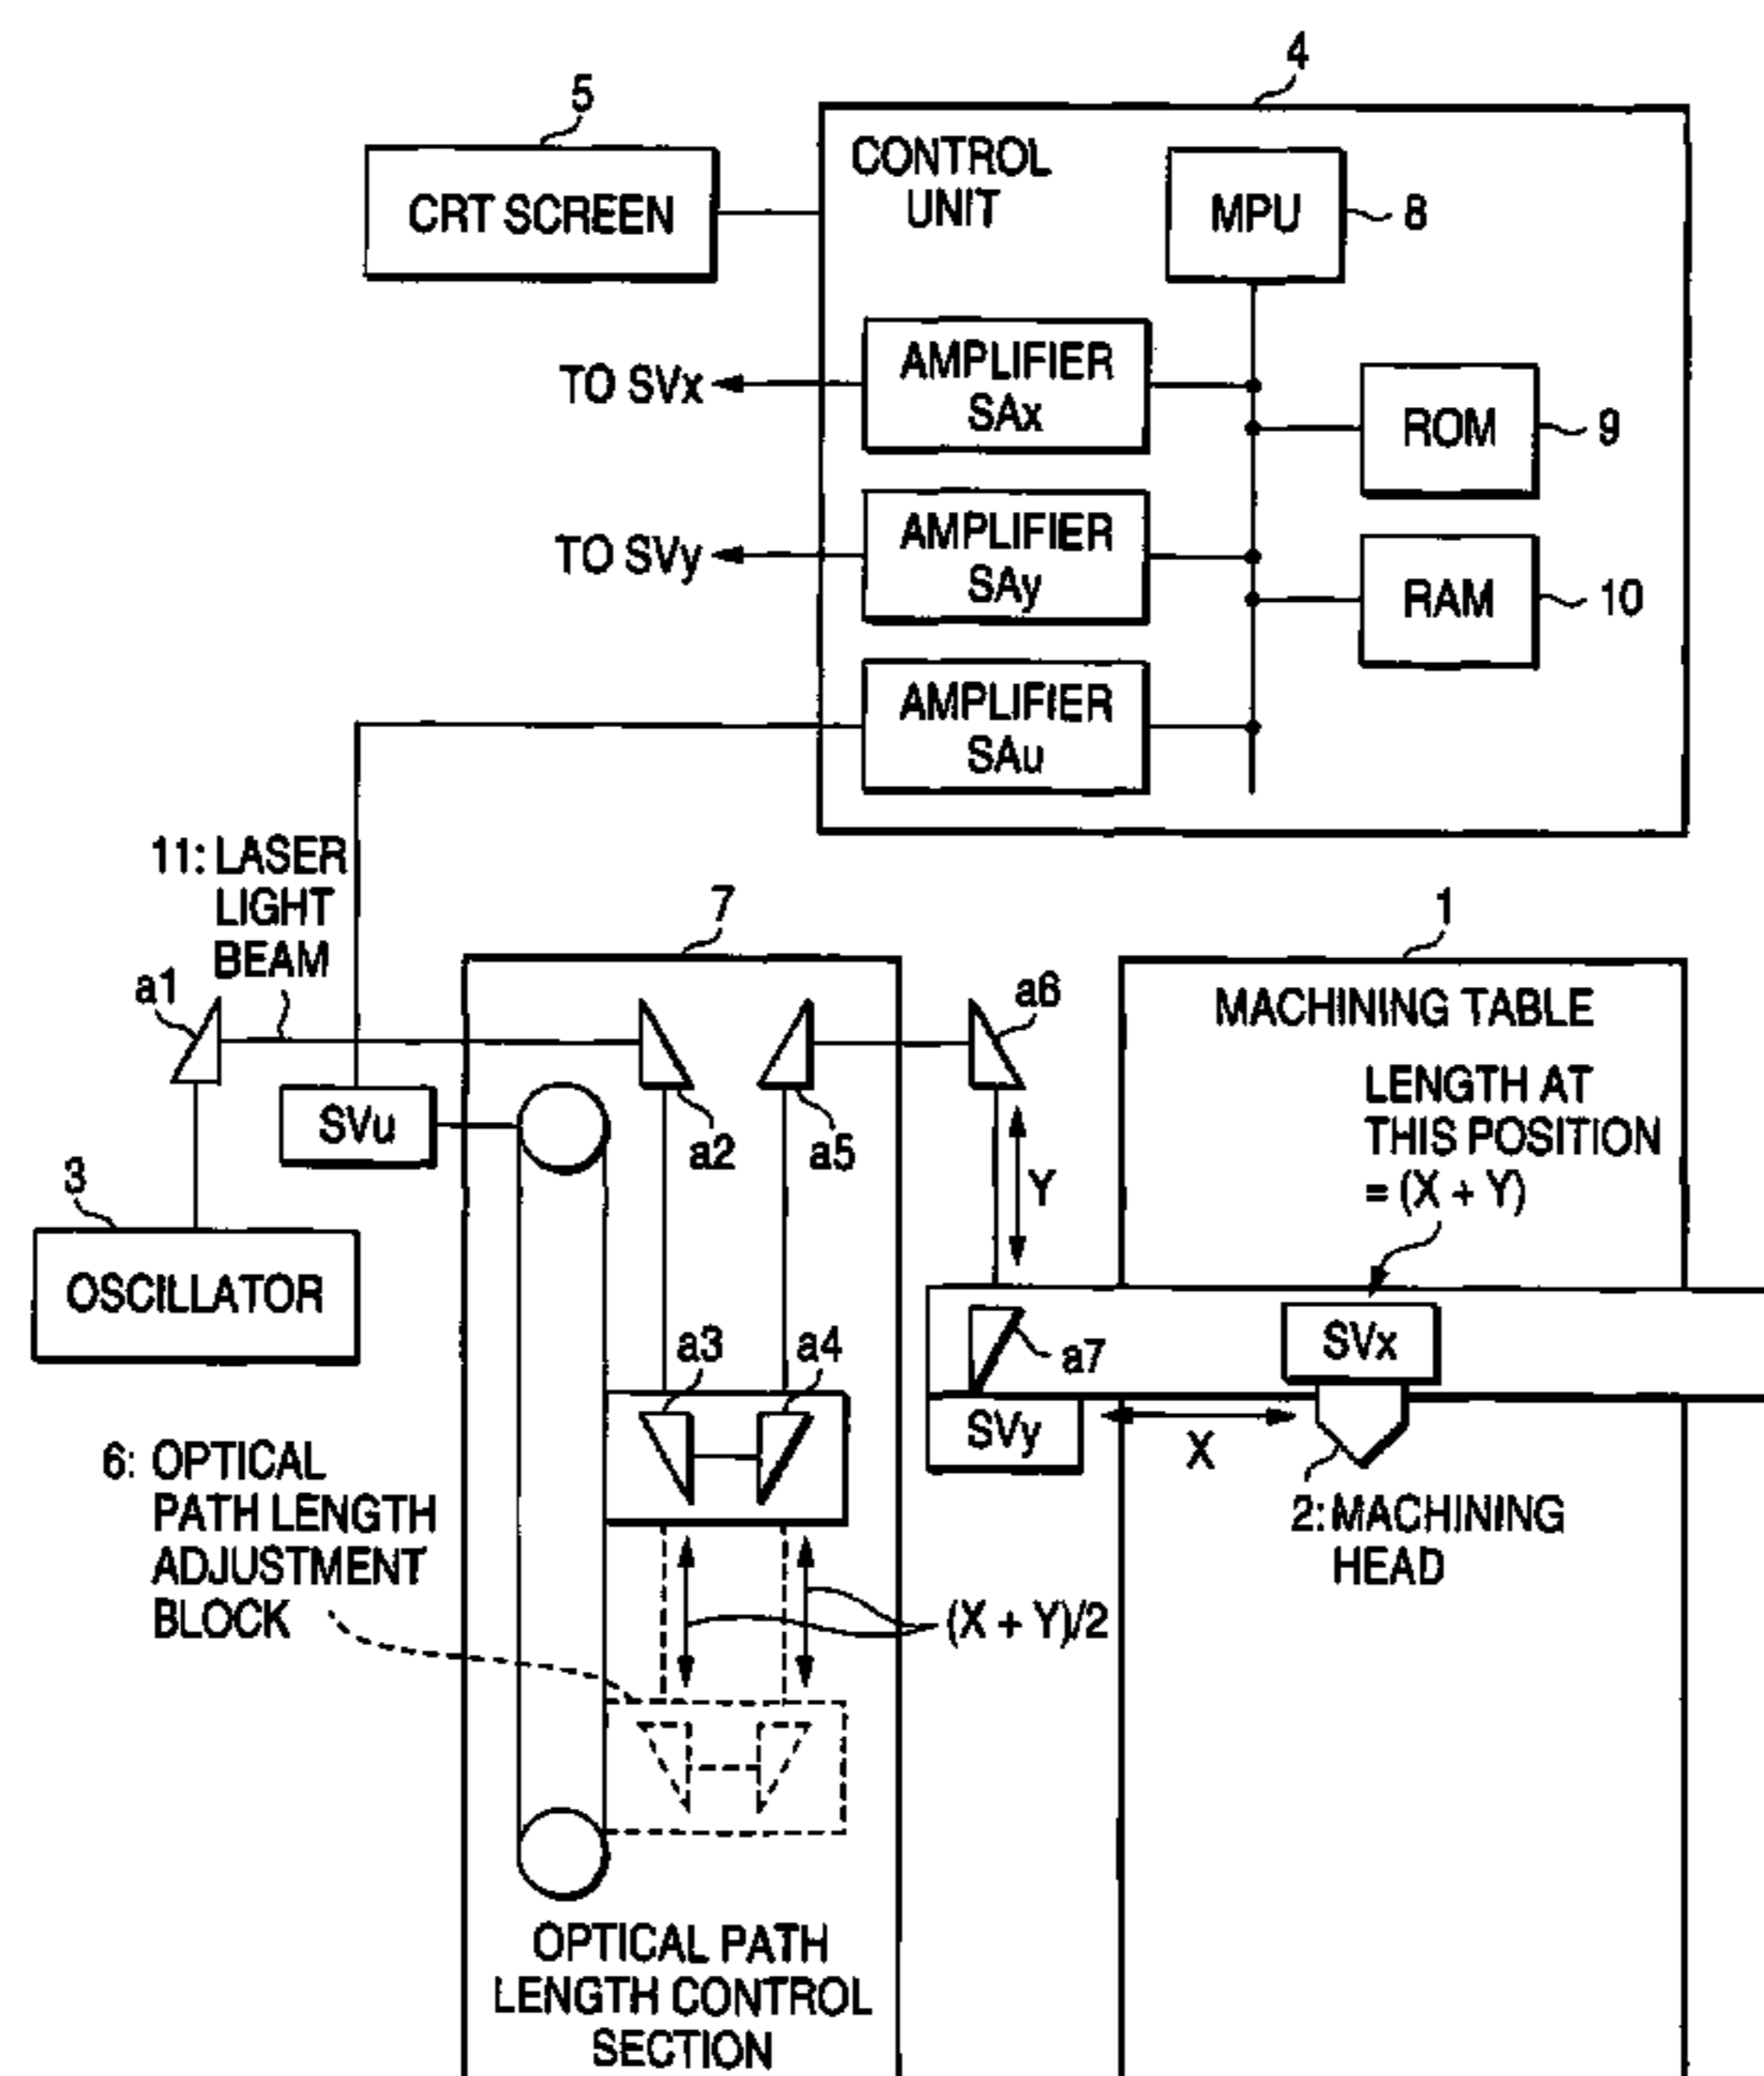 4
5
CONTROL
UNIT
MPU
8
CRT SCREEN
AMPLIFIER
SAx
TO SVx
ROM
9
AMPLIFIER
SAy
TO SVy
RAM
10
AMPLIFIER
SAu
11: LASER
LIGHT
BEAM
7
1
a1
a6
MACHINING TABLE
LENGTH AT
THIS POSITION
= (X + Y)
SVu
a2
a5
Y
3
OSCILLATOR
a3
a4
a7
SVx
SVy
X
6: OPTICAL
PATH LENGTH
ADJUSTMENT
BLOCK
2: MACHINING
HEAD
(X + Y)/2
OPTICAL PATH
LENGTH CONTROL
SECTION